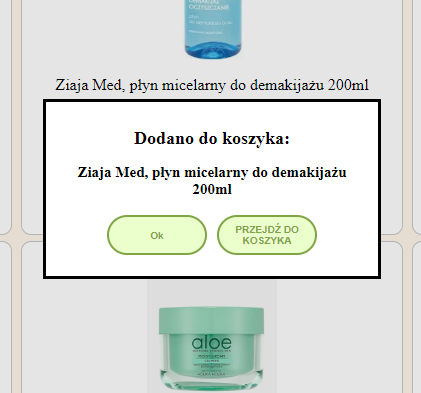 OCZYSZCZANIE
Ziaja Med, płyn micelarny do demakijażu 200ml
Dodano do koszyka:
Ziaja Med, płyn micelarny do demakijażu
200ml
Ok
PRZEJDŹ DO
KOSZYKA
aloe